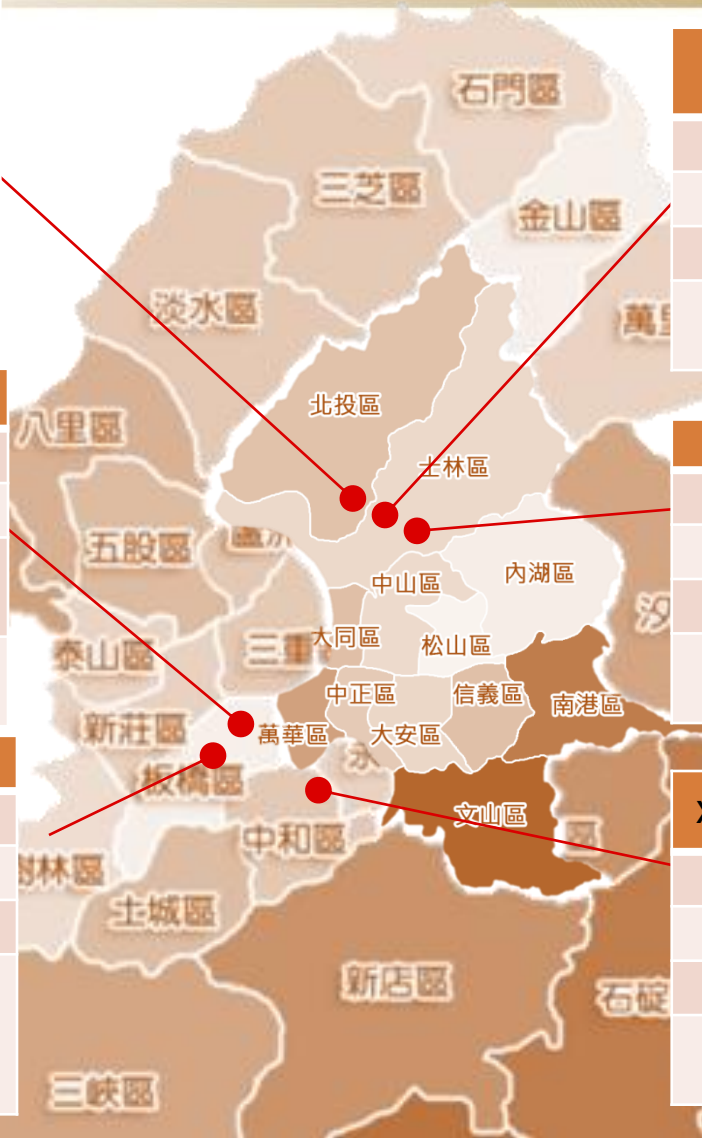 石門區
三芝區
金山區
淡水區
萬里
北投區
八里區
士林區
五股區
蘆洲
內湖區
中山區
汐
大同區
三重
松山區
泰山區
中正區
信義區
南港區
新莊區
萬華區
大安區
永
板橋區
文山區
X
中和區
區
樹林區
土城區
新店區
石碇
三峽區